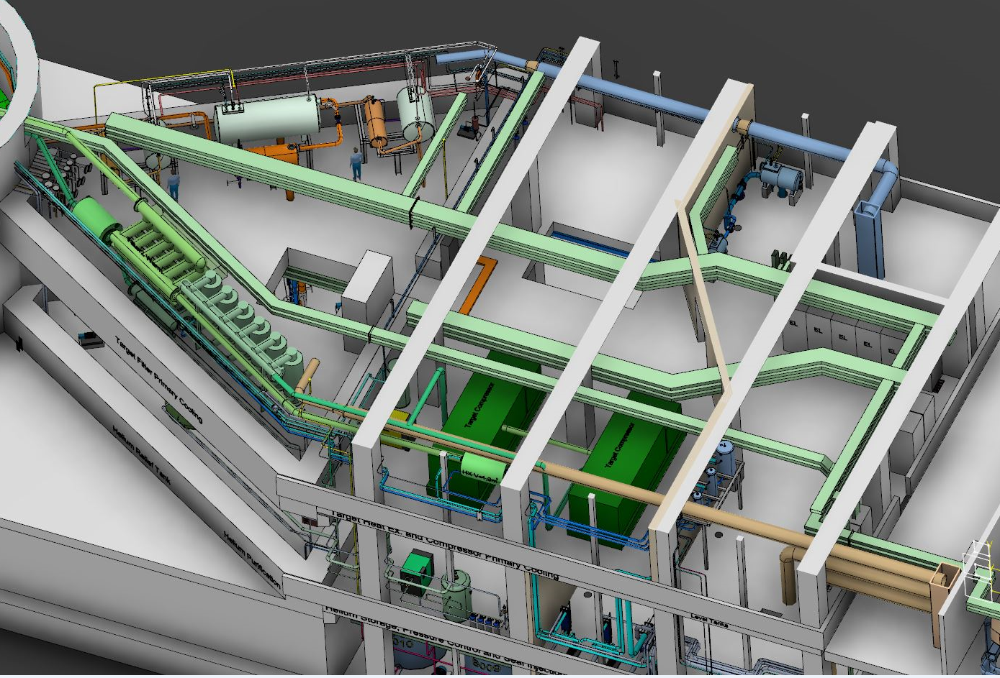 EL
EL
EL
EL
EL
Target Compressor
Target Compressor
Target Filter Primary Cooling
Helium Relief Tank
Helium Purification
Target Heat EX. and Compressor Primary Cooling
Helium Storage, Pressure Control and Seal Injection
Level Tanks